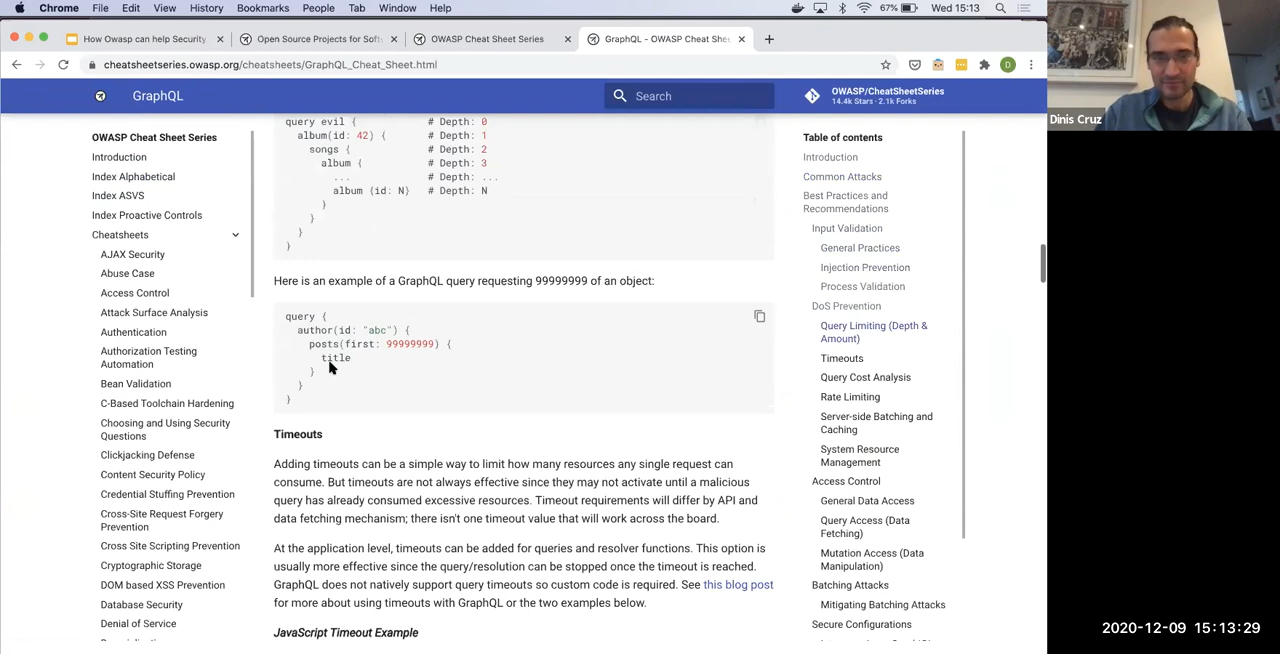 Chrome File Edit View History Bookmarks People Tab Window Help 67% Wed 15:13
How Owasp can help Security
Open Source Projects for Soft
OWASP Cheat Sheet Series
GraphQL - OWASP Cheat She
cheatsheetseries.owasp.org/cheatsheets/GraphQL_Cheat_Sheet.html
D
GraphQL
Search
OWASP/CheatSheetSeries
14.4k Stars · 2.1k Forks
Dinis Cruz
OWASP Cheat Sheet Series
Introduction
Index Alphabetical
Index ASVS
Index Proactive Controls
Cheatsheets
AJAX Security
Abuse Case
Access Control
Attack Surface Analysis
Authentication
Authorization Testing
Automation
Bean Validation
C-Based Toolchain Hardening
Choosing and Using Security
Questions
Clickjacking Defense
Content Security Policy
Credential Stuffing Prevention
Cross-Site Request Forgery
Prevention
Cross Site Scripting Prevention
Cryptographic Storage
DOM based XSS Prevention
Database Security
Denial of Service
query evil { # Depth: 0
album(id: 42) { # Depth: 1
songs { # Depth: 2
album { # Depth: 3
... # Depth: ...
album {id: N} # Depth: N
}
}
}
}
Here is an example of a GraphQL query requesting 99999999 of an object:
query {
author(id: "abc") {
posts(first: 99999999) {
title
}
}
}
Timeouts
Adding timeouts can be a simple way to limit how many resources any single request can
consume. But timeouts are not always effective since they may not activate until a malicious
query has already consumed excessive resources. Timeout requirements will differ by API and
data fetching mechanism; there isn't one timeout value that will work across the board.
At the application level, timeouts can be added for queries and resolver functions. This option is
usually more effective since the query/resolution can be stopped once the timeout is reached.
GraphQL does not natively support query timeouts so custom code is required. See this blog post
for more about using timeouts with GraphQL or the two examples below.
JavaScript Timeout Example
Table of contents
Introduction
Common Attacks
Best Practices and
Recommendations
Input Validation
General Practices
Injection Prevention
Process Validation
DoS Prevention
Query Limiting (Depth &
Amount)
Timeouts
Query Cost Analysis
Rate Limiting
Server-side Batching and
Caching
System Resource
Management
Access Control
General Data Access
Query Access (Data
Fetching)
Mutation Access (Data
Manipulation)
Batching Attacks
Mitigating Batching Attacks
Secure Configurations
2020-12-09 15:13:29